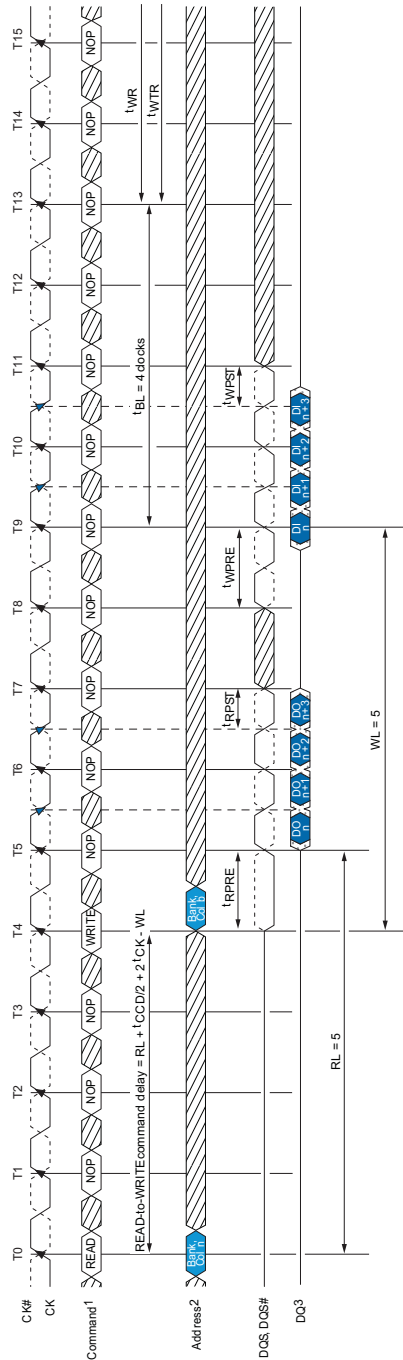 T0 T1 T2 T3 T4 T5 T6 T7 T8 T9 T10 T11 T12 T13 T14 T15
CK#
CK
Command1
READ NOP NOP NOP WRITE NOP NOP NOP NOP NOP NOP NOP NOP NOP NOP NOP
READ-to-WRITEcommand delay = RL + tCCD/2 + 2tCK - WL
tBL = 4 docks
tWR
tWTR
Address2
Bank, Col n
Bank, Col b
tRPRE
tRPST
tWPRE
tWPST
DQS, DQS#
DQ3
DO n
DO n+1
DO n+2
DO n+3
DI n
DI n+1
DI n+2
DI n+3
RL = 5
WL = 5